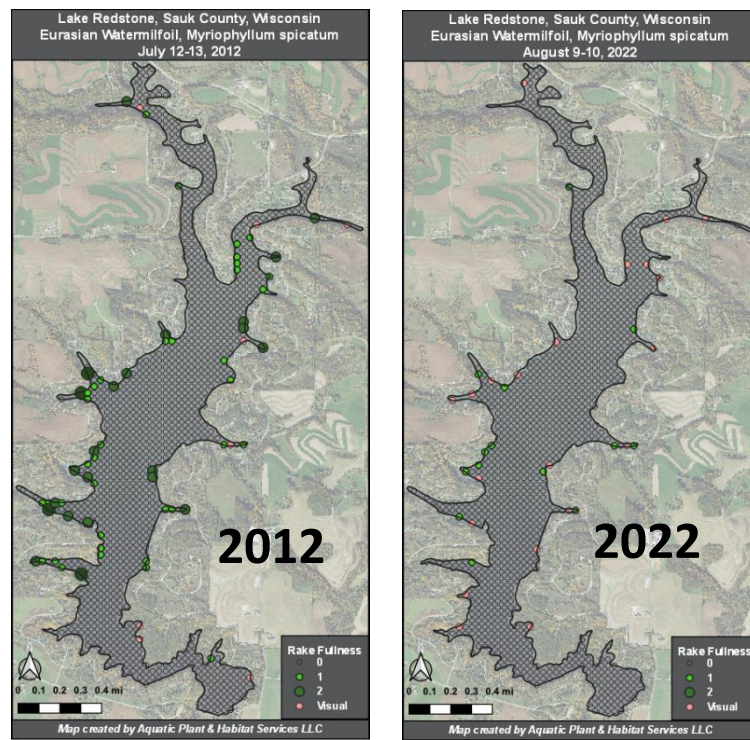 Lake Redstone, Sauk County, Wisconsin
Eurasian Watermilfoil, Myriophyllum spicatum
July 12-13, 2012
2012
Rake Fullness
0
1
2
Visual
0 0.1 0.2 0.3 0.4 mi
Map created by Aquatic Plant & Habitat Services LLC
Lake Redstone, Sauk County, Wisconsin
Eurasian Watermilfoil, Myriophyllum spicatum
August 9-10, 2022
2022
Rake Fullness
0
1
2
Visual
0 0.1 0.2 0.3 0.4 mi
Map created by Aquatic Plant & Habitat Services LLC